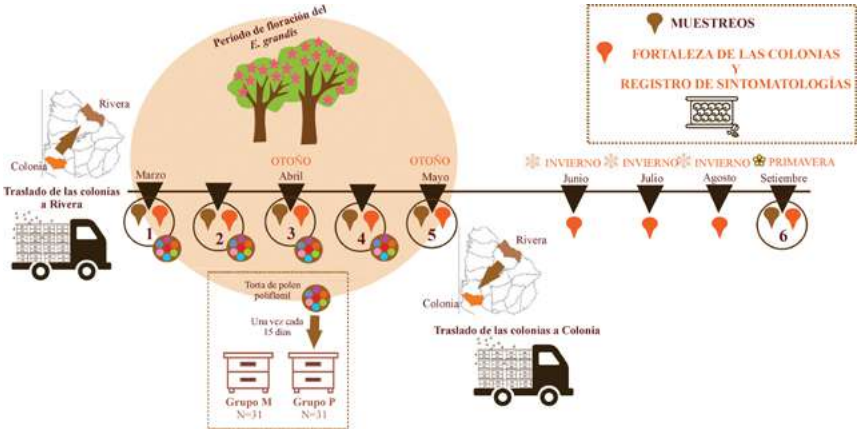 Período de floración del
E. grandis
MUESTREOS
FORTALEZA DE LAS COLONIAS
Y
REGISTRO DE SINTOMATOLOGÍAS
Rivera
Colonia
Traslado de las colonias
a Rivera
Marzo
OTOÑO
Abril
OTOÑO
Mayo
INVIERNO
Junio
INVIERNO
Julio
INVIERNO
Agosto
PRIMAVERA
Setiembre
1
2
3
4
5
6
Torta de polen
polifloral
Una vez cada
15 días
Grupo M
N=31
Grupo P
N=31
Rivera
Colonia
Traslado de las colonias a Colonia